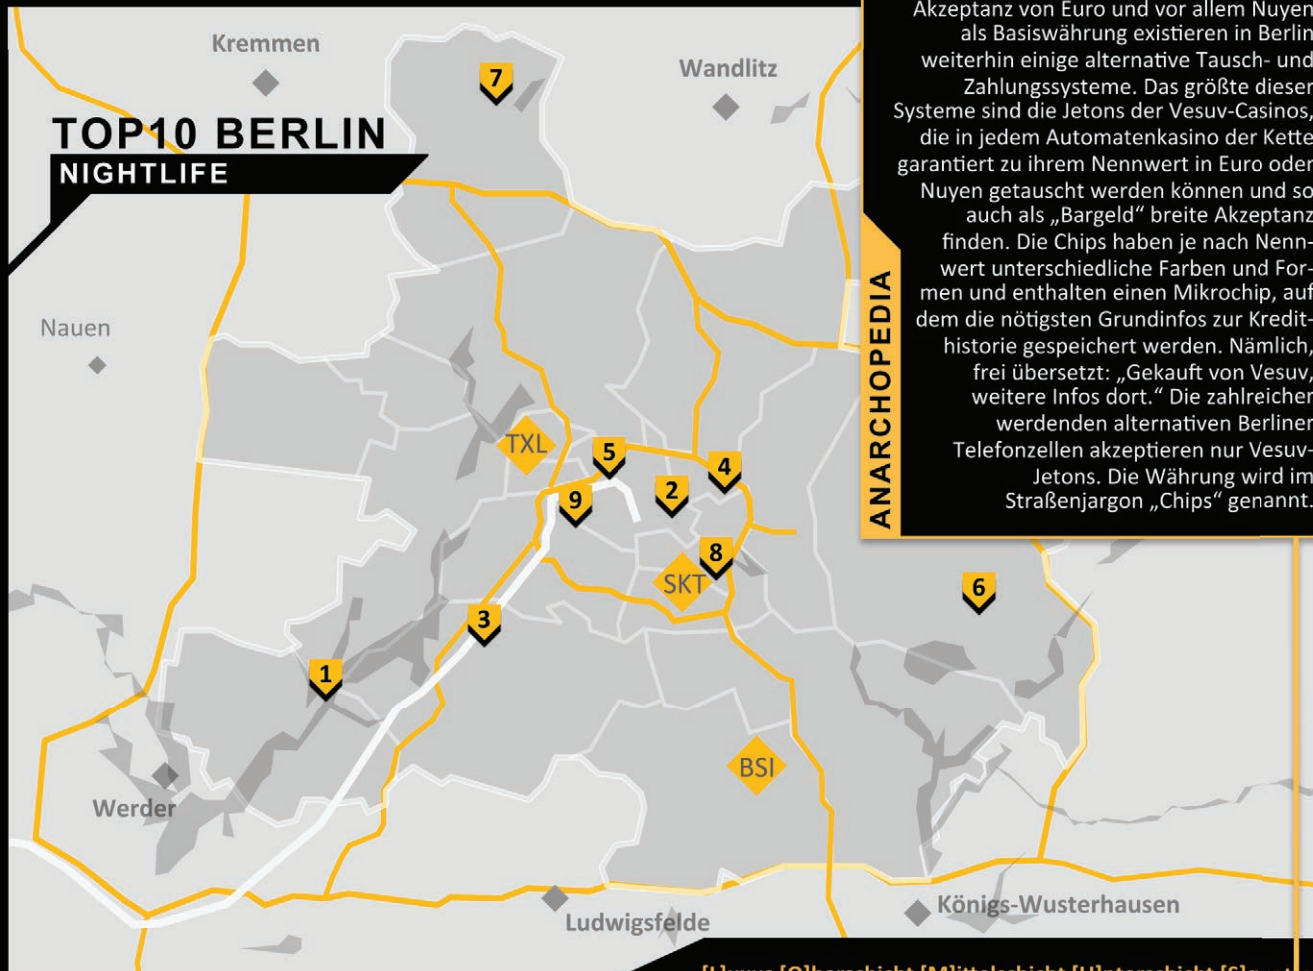 TOP10 BERLIN
NIGHTLIFE
Kremmen
Wandlitz
Nauen
7
TXL
5
4
2
9
8
SKT
6
3
1
BSI
Werder
Ludwigsfelde
Königs-Wusterhausen
ANARCHOPEDIA
Akzeptanz von Euro und vor allem Nuyen
als Basiswährung existieren in Berlin
weiterhin einige alternative Tausch- und
Zahlungssysteme. Das größte dieser
Systeme sind die Jetons der Vesuv-Casinos,
die in jedem Automatenkasino der Kette
garantiert zu ihrem Nennwert in Euro oder
Nuyen getauscht werden können und so
auch als „Bargeld“ breite Akzeptanz
finden. Die Chips haben je nach Nenn-
wert unterschiedliche Farben und For-
men und enthalten einen Mikrochip, auf
dem die nötigsten Grundinfos zur Kredit-
historie gespeichert werden. Nämlich,
frei übersetzt: „Gekauft von Vesuv,
weitere Infos dort.“ Die zahlreicher
werdenden alternativen Berliner
Telefonzellen akzeptieren nur Vesuv-
Jetons. Die Währung wird im
Straßenjargon „Chips“ genannt.